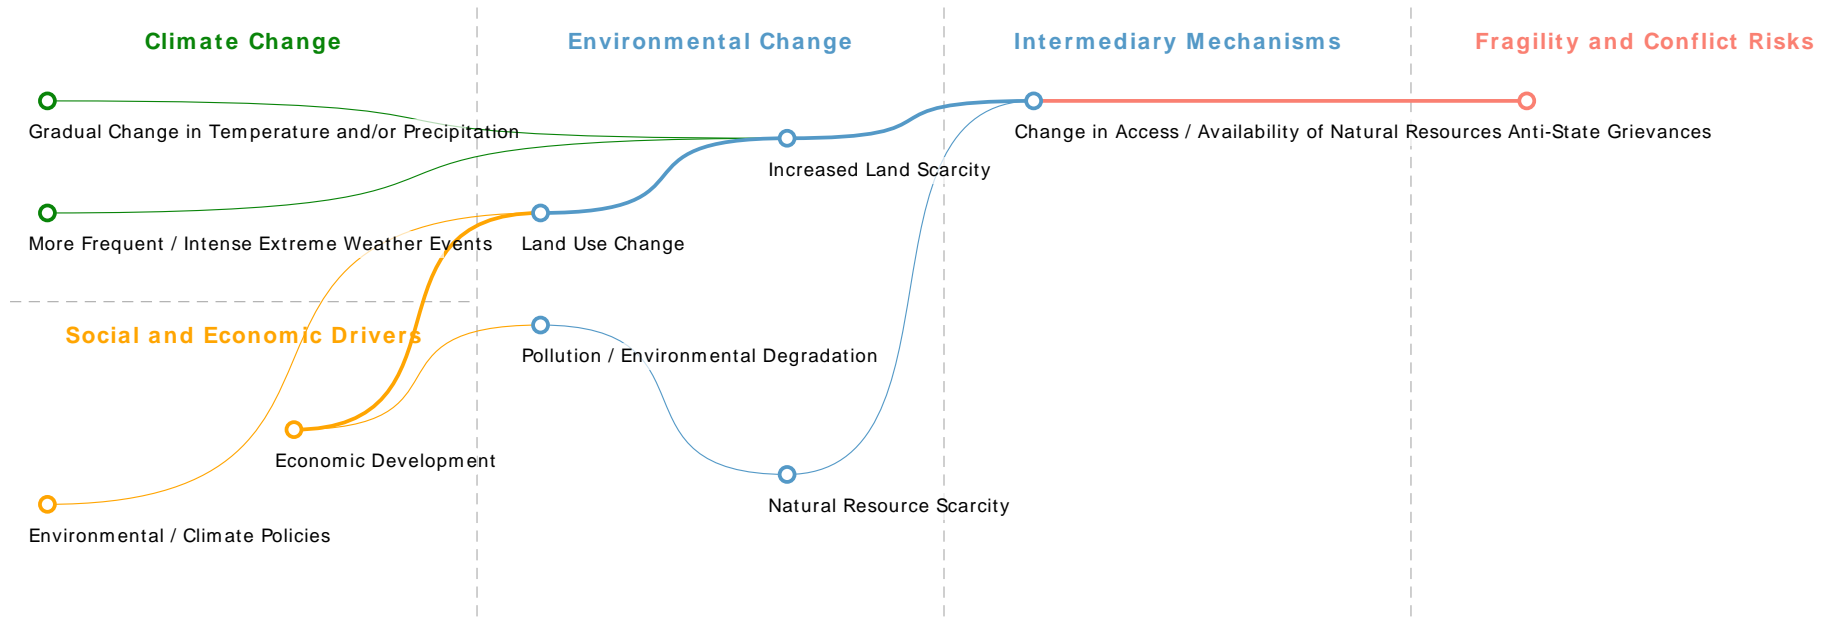 Climate Change
Environmental Change
Intermediary Mechanisms
Fragility and Conflict Risks
Gradual Change in Temperature and/or Precipitation
Change in Access / Availability of Natural Resources
Anti-State Grievances
Increased Land Scarcity
More Frequent / Intense Extreme Weather Events
Land Use Change
Social and Economic Drivers
Pollution / Environmental Degradation
Economic Development
Natural Resource Scarcity
Environmental / Climate Policies